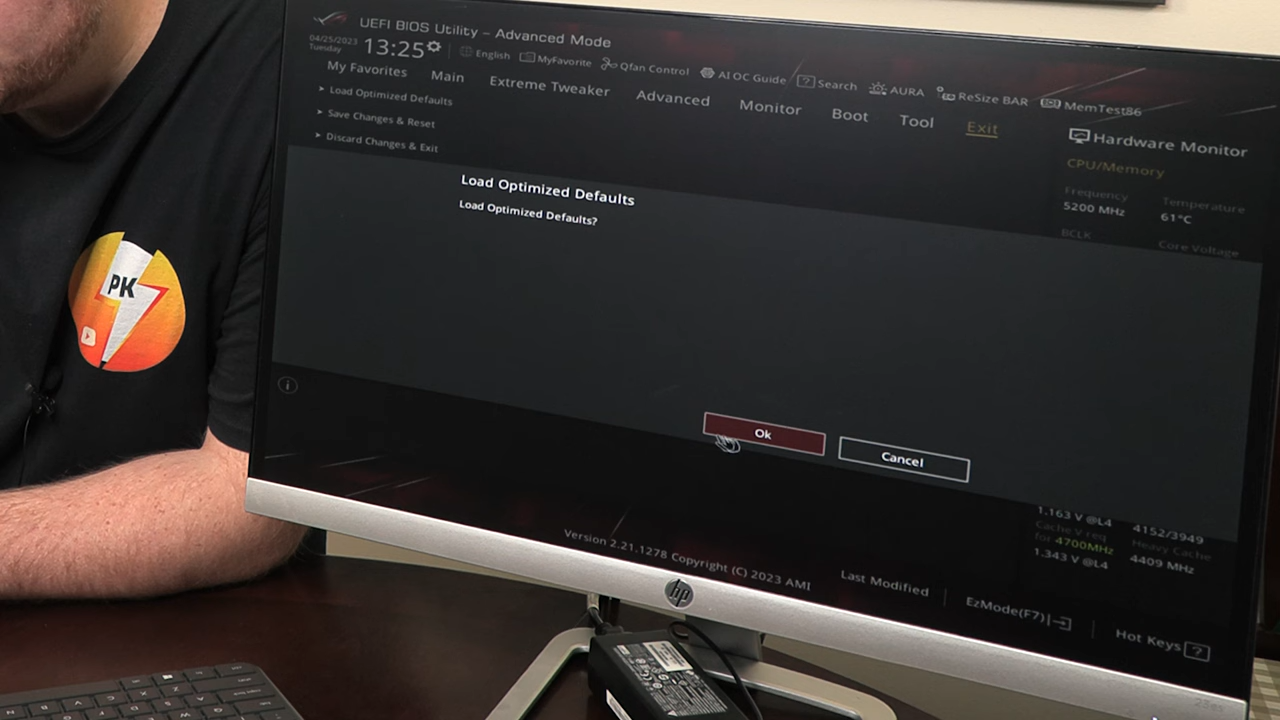 UEFI BIOS Utility – Advanced Mode
04/25/2023
Tuesday
13:25
English
MyFavorite
Qfan Control
AI OC Guide
Search
AURA
ReSize BAR
MemTest86
My Favorites
Main
Extreme Tweaker
Advanced
Monitor
Boot
Tool
Exit
Load Optimized Defaults
Save Changes & Reset
Discard Changes & Exit
Hardware Monitor
CPU/Memory
Frequency
Temperature
5200 MHz
61°C
BCLK
Core Voltage
Load Optimized Defaults
Load Optimized Defaults?
PK
Ok
Cancel
1.163 V @L4
4152/3949
Cache V req
Heavy Cache
for 4700MHz
4409 MHz
1.343 V @L4
Version 2.21.1278 Copyright (C) 2023 AMI
Last Modified
EzMode(F7)
Hot Keys ?
hp